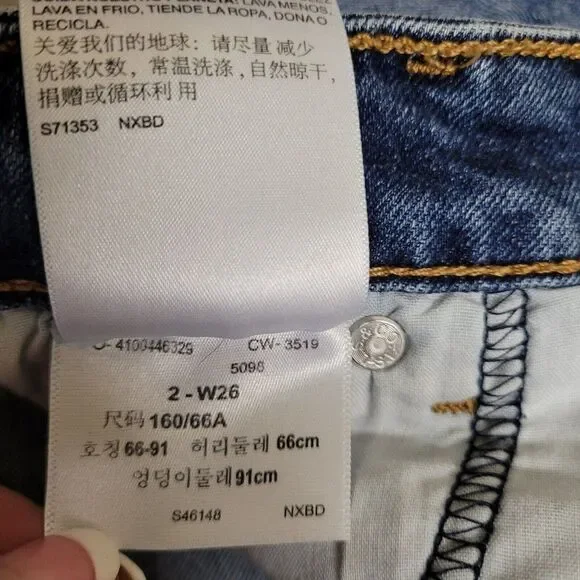 LAVA EN FRIO, TIENDE LA ROPA, DONA O
RECICLA.
关爱我们的地球：请尽量 减少
洗涤次数，常温洗涤，自然晾干，
捐赠或循环利 用
S71353 NXBD
4100446329 CW-3519
5096
2-W26
尺码160/66A
호칭66-91 허리둘레 66cm
엉덩이둘레91cm
S46148 NXBD